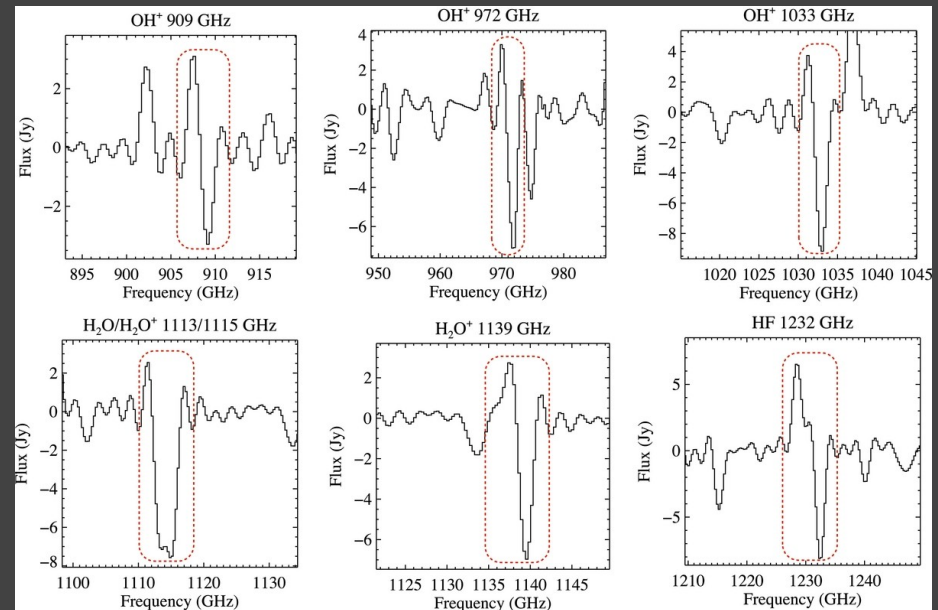 OH⁺ 909 GHz
2
0
−2
Flux (Jy)
895 900 905 910 915
Frequency (GHz)
OH⁺ 972 GHz
4
2
0
−2
−4
−6
Flux (Jy)
950 960 970 980
Frequency (GHz)
OH⁺ 1033 GHz
4
2
0
−2
−4
−6
−8
Flux (Jy)
1020 1025 1030 1035 1040 1045
Frequency (GHz)
H₂O/H₂O⁺ 1113/1115 GHz
2
0
−2
−4
−6
−8
Flux (Jy)
1100 1110 1120 1130
Frequency (GHz)
H₂O⁺ 1139 GHz
2
0
−2
−4
−6
Flux (Jy)
1125 1130 1135 1140 1145
Frequency (GHz)
HF 1232 GHz
5
0
−5
Flux (Jy)
1210 1220 1230 1240
Frequency (GHz)